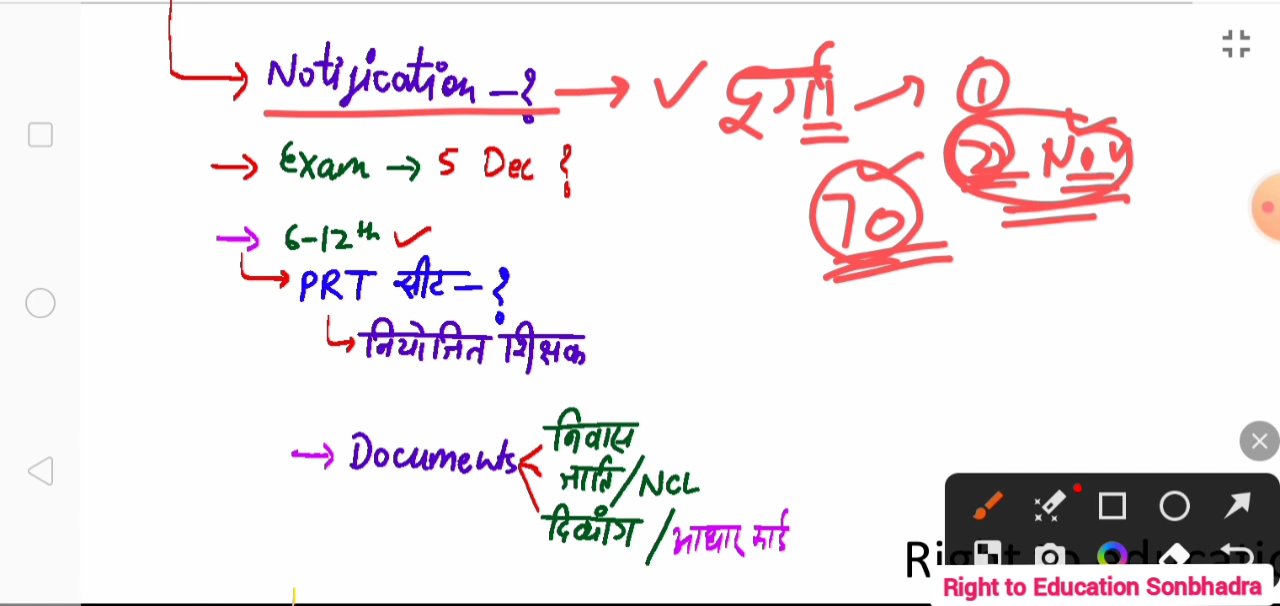 Notification - ? → ✓ दुर्गा → ①
② Nov
Exam → 5 Dec ?
70
6-12th ✓
PRT सीट - ?
नियोजित शिक्षक
निवास
Documents
जाति/NCL
दिव्यांग/आधार कार्ड
Right to Education Sonbhadra